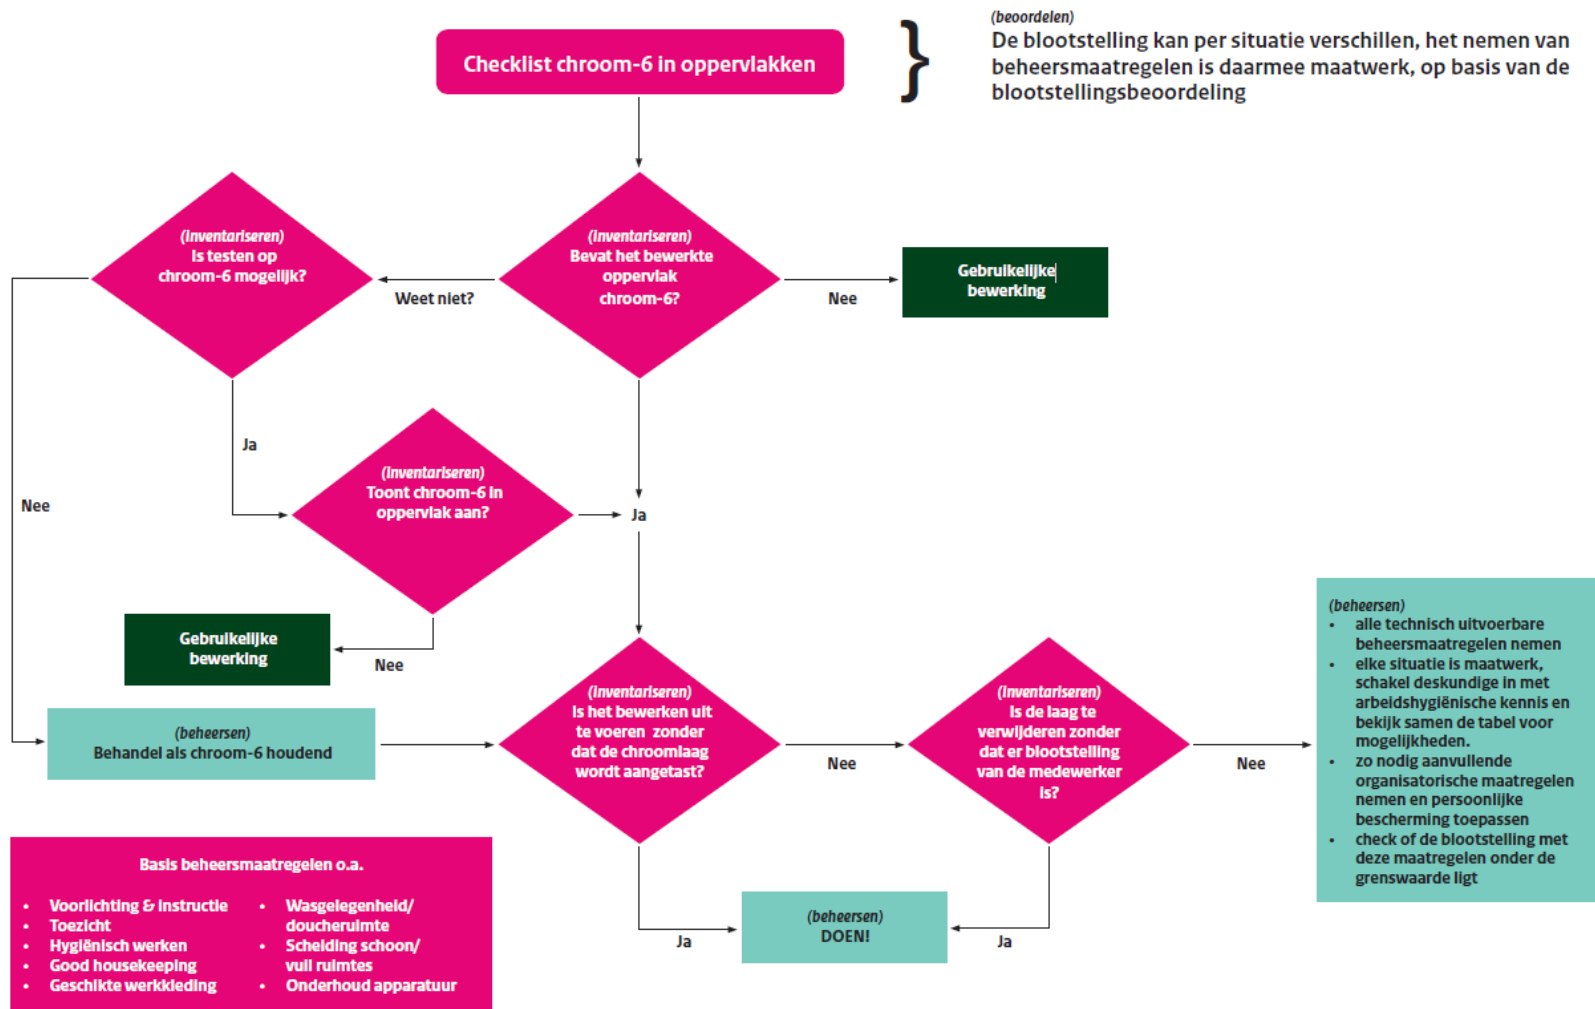 Checklist chroom-6 in oppervlakken
}
(beoordelen)
De blootstelling kan per situatie verschillen, het nemen van
beheersmaatregelen is daarmee maatwerk, op basis van de
blootstellingsbeoordeling
(inventariseren)
Is testen op
chroom-6 mogelijk?
Weet niet?
(inventariseren)
Bevat het bewerkte
oppervlak
chroom-6?
Nee
Gebruikelijke
bewerking
Ja
Nee
(inventariseren)
Toont chroom-6 in
oppervlak aan?
Ja
Gebruikelijke
bewerking
Nee
(beheersen)
Behandel als chroom-6 houdend
(inventariseren)
Is het bewerken uit
te voeren zonder
dat de chroomlaag
wordt aangetast?
Nee
(inventariseren)
Is de laag te
verwijderen zonder
dat er blootstelling
van de medewerker
is?
Nee
(beheersen)
• alle technisch uitvoerbare
beheersmaatregelen nemen
• elke situatie is maatwerk,
schakel deskundige in met
arbeidshygiënische kennis en
bekijk samen de tabel voor
mogelijkheden.
• zo nodig aanvullende
organisatorische maatregelen
nemen en persoonlijke
bescherming toepassen
• check of de blootstelling met
deze maatregelen onder de
grenswaarde ligt
Ja
(beheersen)
DOEN!
Ja
Basis beheersmaatregelen o.a.
• Voorlichting & instructie
• Toezicht
• Hygiënisch werken
• Good housekeeping
• Geschikte werkkleding
• Wasgelegenheid/
doucheruimte
• Scheiding schoon/
vuil ruimtes
• Onderhoud apparatuur